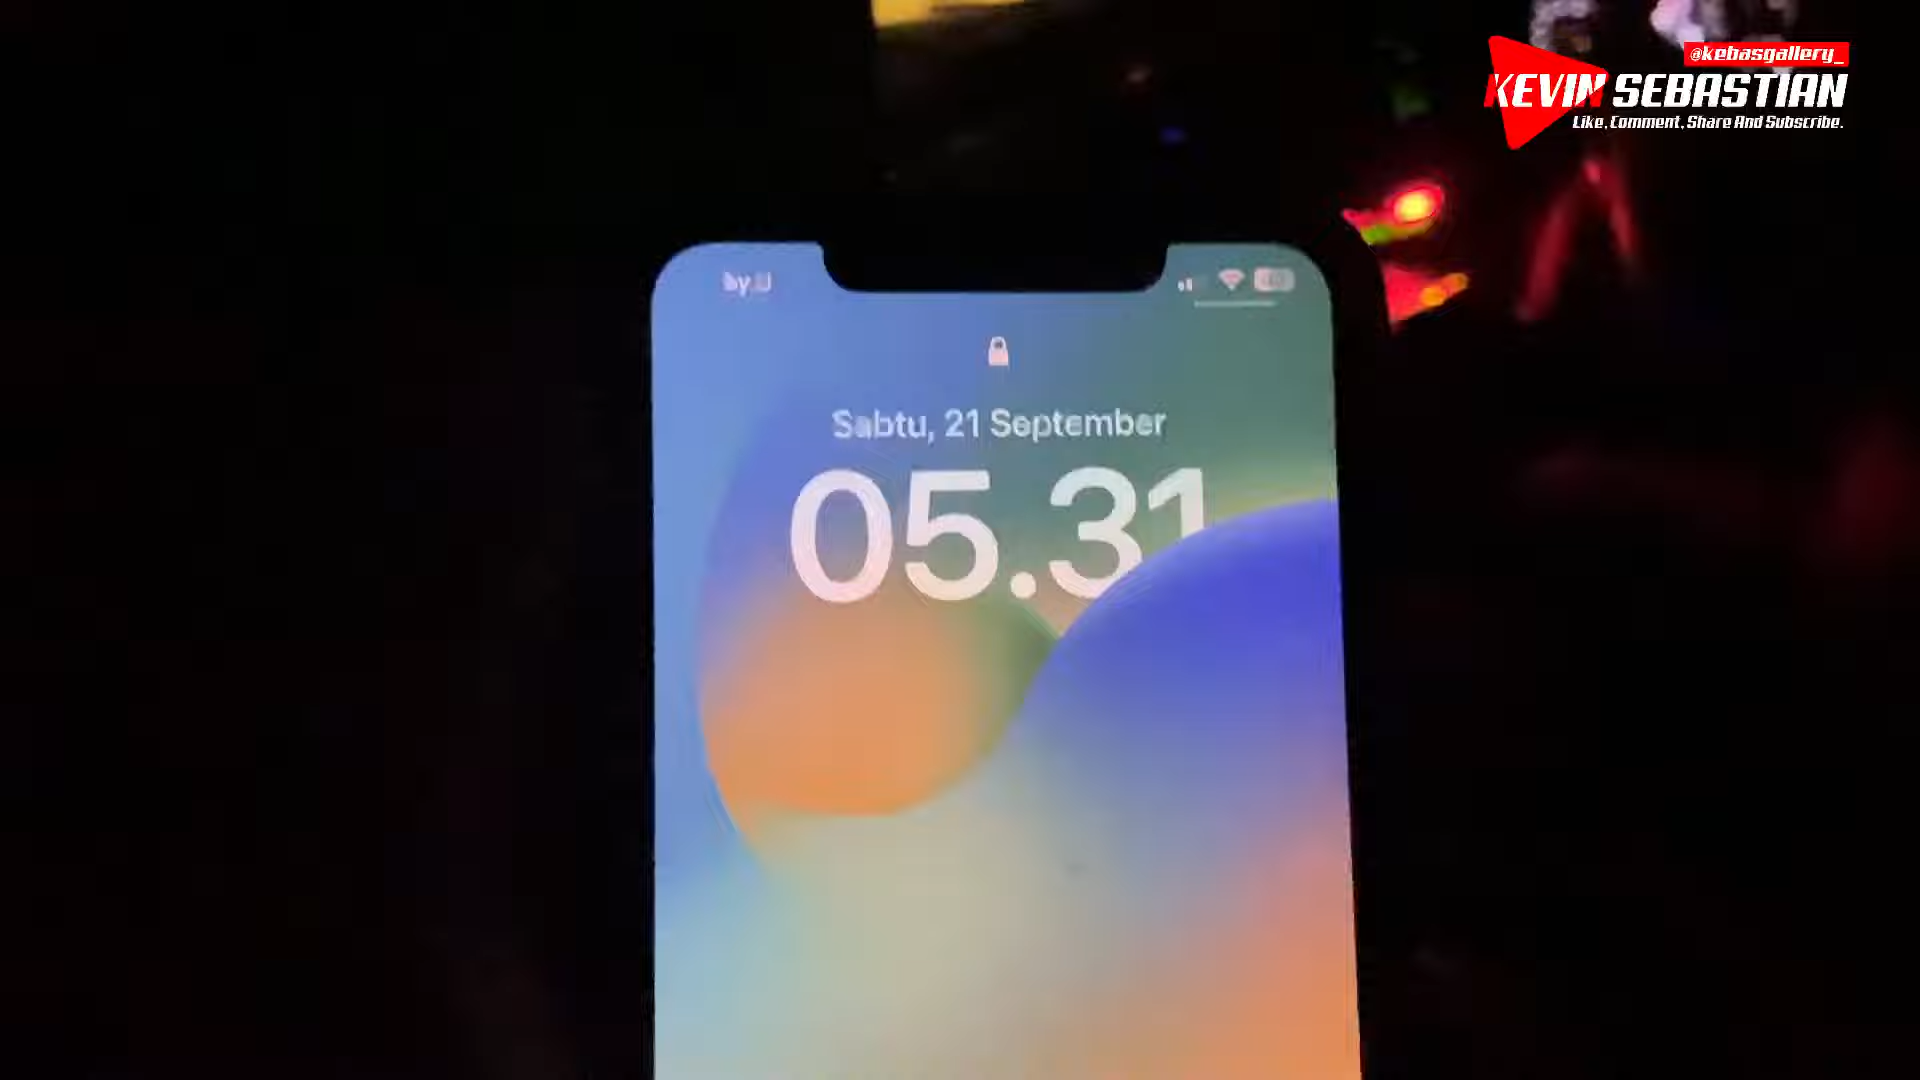 @kebasgallery_
KEVIN SEBASTIAN
Like, Comment, Share And Subscribe.
by.U
Sabtu, 21 September
05.31